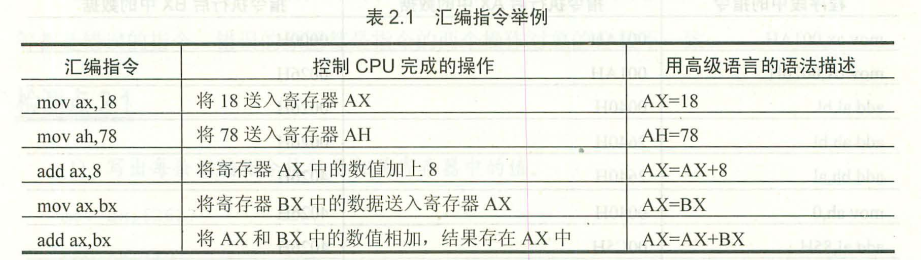 表 2.1 汇编指令举例
汇编指令 控制 CPU 完成的操作 用高级语言的语法描述
mov ax,18 将 18 送入寄存器 AX AX=18
mov ah,78 将 78 送入寄存器 AH AH=78
add ax,8 将寄存器 AX 中的数值加上 8 AX=AX+8
mov ax,bx 将寄存器 BX 中的数据送入寄存器 AX AX=BX
add ax,bx 将 AX 和 BX 中的数值相加，结果存在 AX 中 AX=AX+BX